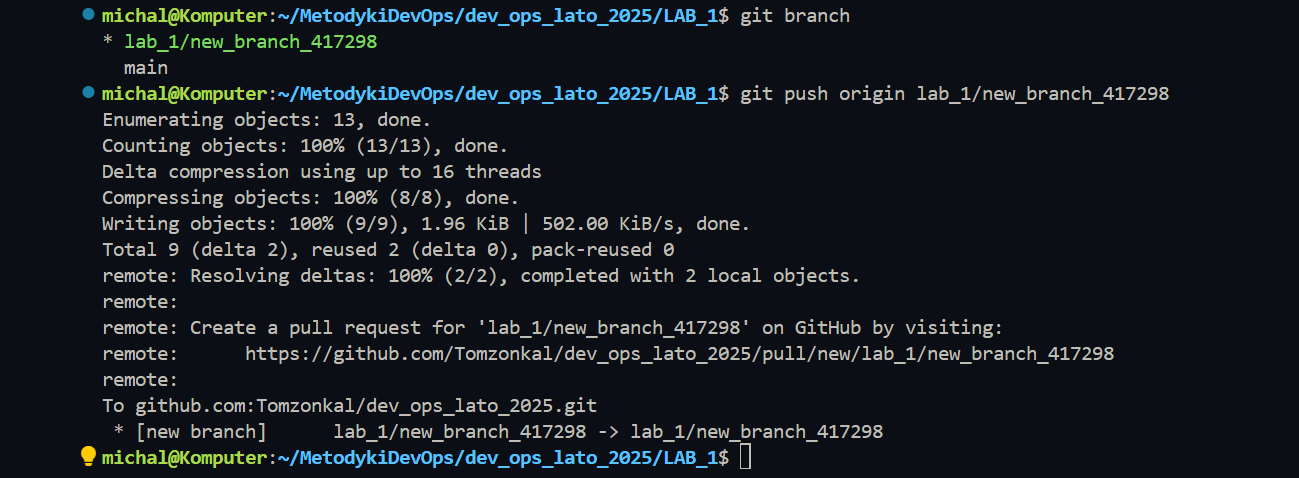 michal@Komputer:~/MetodykiDevOps/dev_ops_lato_2025/LAB_1$ git branch
* lab_1/new_branch_417298
  main
michal@Komputer:~/MetodykiDevOps/dev_ops_lato_2025/LAB_1$ git push origin lab_1/new_branch_417298
Enumerating objects: 13, done.
Counting objects: 100% (13/13), done.
Delta compression using up to 16 threads
Compressing objects: 100% (8/8), done.
Writing objects: 100% (9/9), 1.96 KiB | 502.00 KiB/s, done.
Total 9 (delta 2), reused 2 (delta 0), pack-reused 0
remote: Resolving deltas: 100% (2/2), completed with 2 local objects.
remote:
remote: Create a pull request for 'lab_1/new_branch_417298' on GitHub by visiting:
remote:      https://github.com/Tomzonkal/dev_ops_lato_2025/pull/new/lab_1/new_branch_417298
remote:
To github.com:Tomzonkal/dev_ops_lato_2025.git
 * [new branch]      lab_1/new_branch_417298 -> lab_1/new_branch_417298
michal@Komputer:~/MetodykiDevOps/dev_ops_lato_2025/LAB_1$